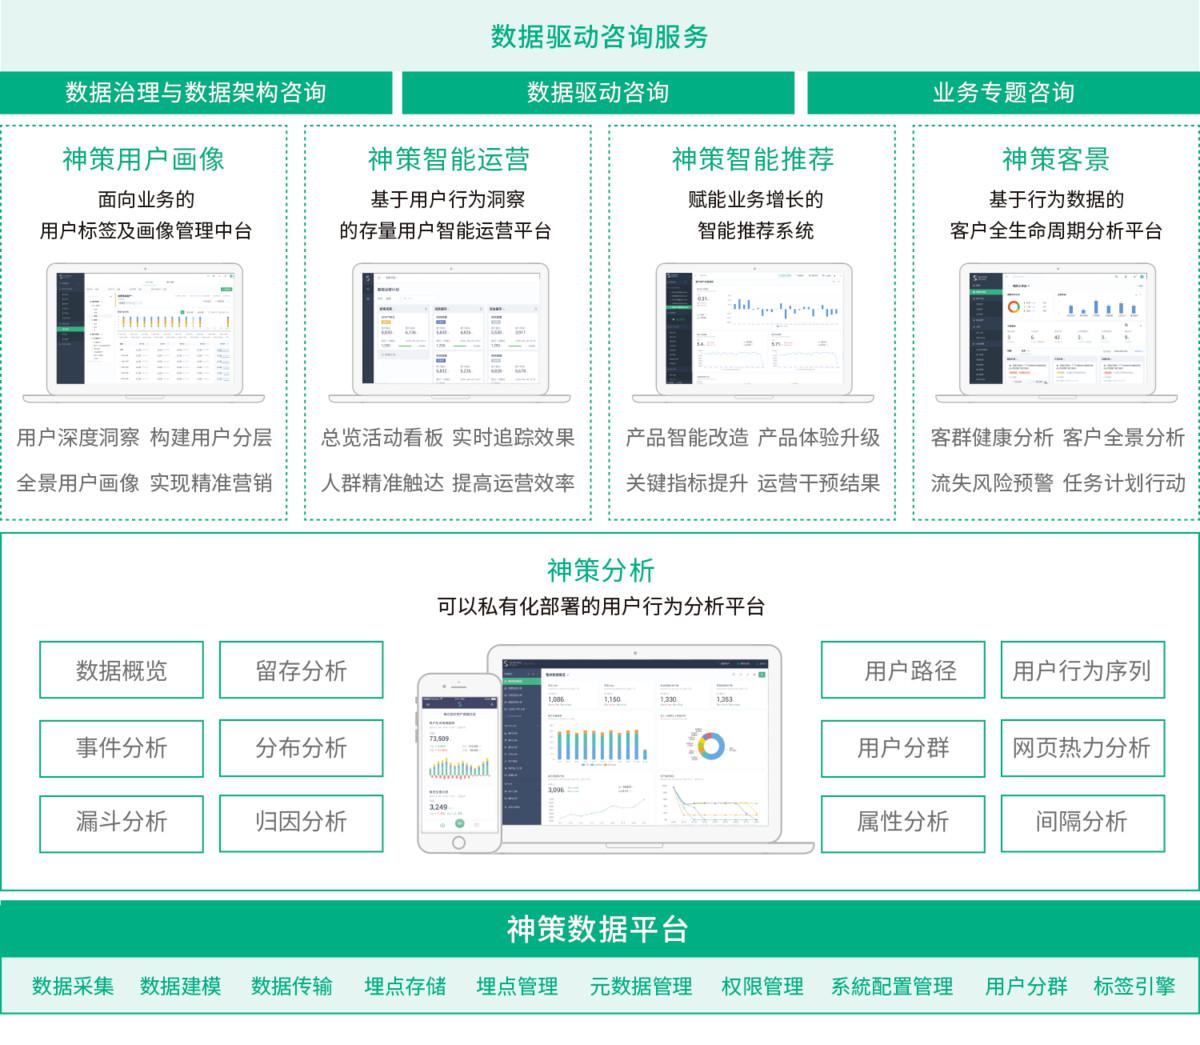 数据驱动咨询服务
数据治理与数据架构咨询
数据驱动咨询
业务专题咨询
神策用户画像
面向业务的
用户标签及画像管理中台
用户深度洞察 构建用户分层
全景用户画像 实现精准营销
神策智能运营
基于用户行为洞察
的存量用户智能运营平台
总览活动看板 实时追踪效果
人群精准触达 提高运营效率
神策智能推荐
赋能业务增长的
智能推荐系统
产品智能改造 产品体验升级
关键指标提升 运营干预结果
神策客景
基于行为数据的
客户全生命周期分析平台
客群健康分析 客户全景分析
流失风险预警 任务计划行动
神策分析
可以私有化部署的用户行为分析平台
数据概览
留存分析
事件分析
分布分析
漏斗分析
归因分析
73,509
3,249
1,086
1,150
1,330
1,353
3,096
用户路径
用户行为序列
用户分群
网页热力分析
属性分析
间隔分析
神策数据平台
数据采集 数据建模 数据传输 埋点存储 埋点管理 元数据管理 权限管理 系統配置管理 用户分群 标签引擎